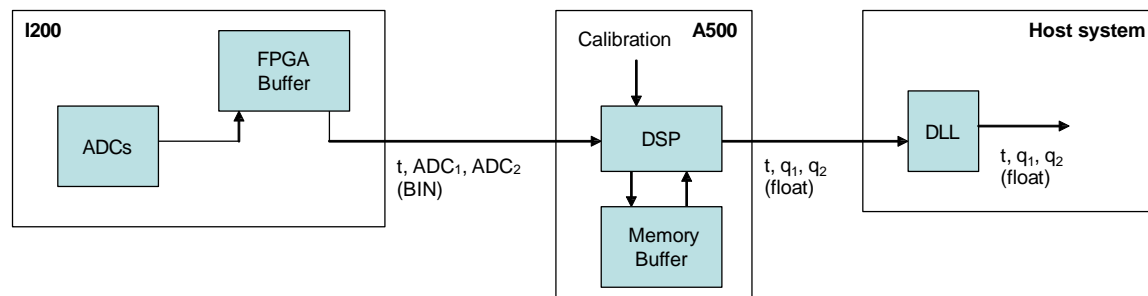 I200
FPGA
Buffer
ADCs
t, ADC₁, ADC₂
(BIN)
A500
Calibration
DSP
Memory
Buffer
t, q₁, q₂
(float)
Host system
DLL
t, q₁, q₂
(float)